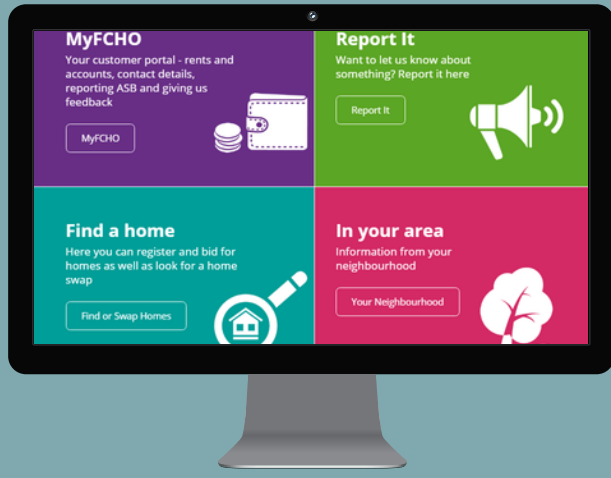 MyFCHO
Your customer portal - rents and
accounts, contact details,
reporting ASB and giving us
feedback
MyFCHO
Report It
Want to let us know about
something? Report it here
Report It
Find a home
Here you can register and bid for
homes as well as look for a home
swap
Find or Swap Homes
In your area
Information from your
neighbourhood
Your Neighbourhood